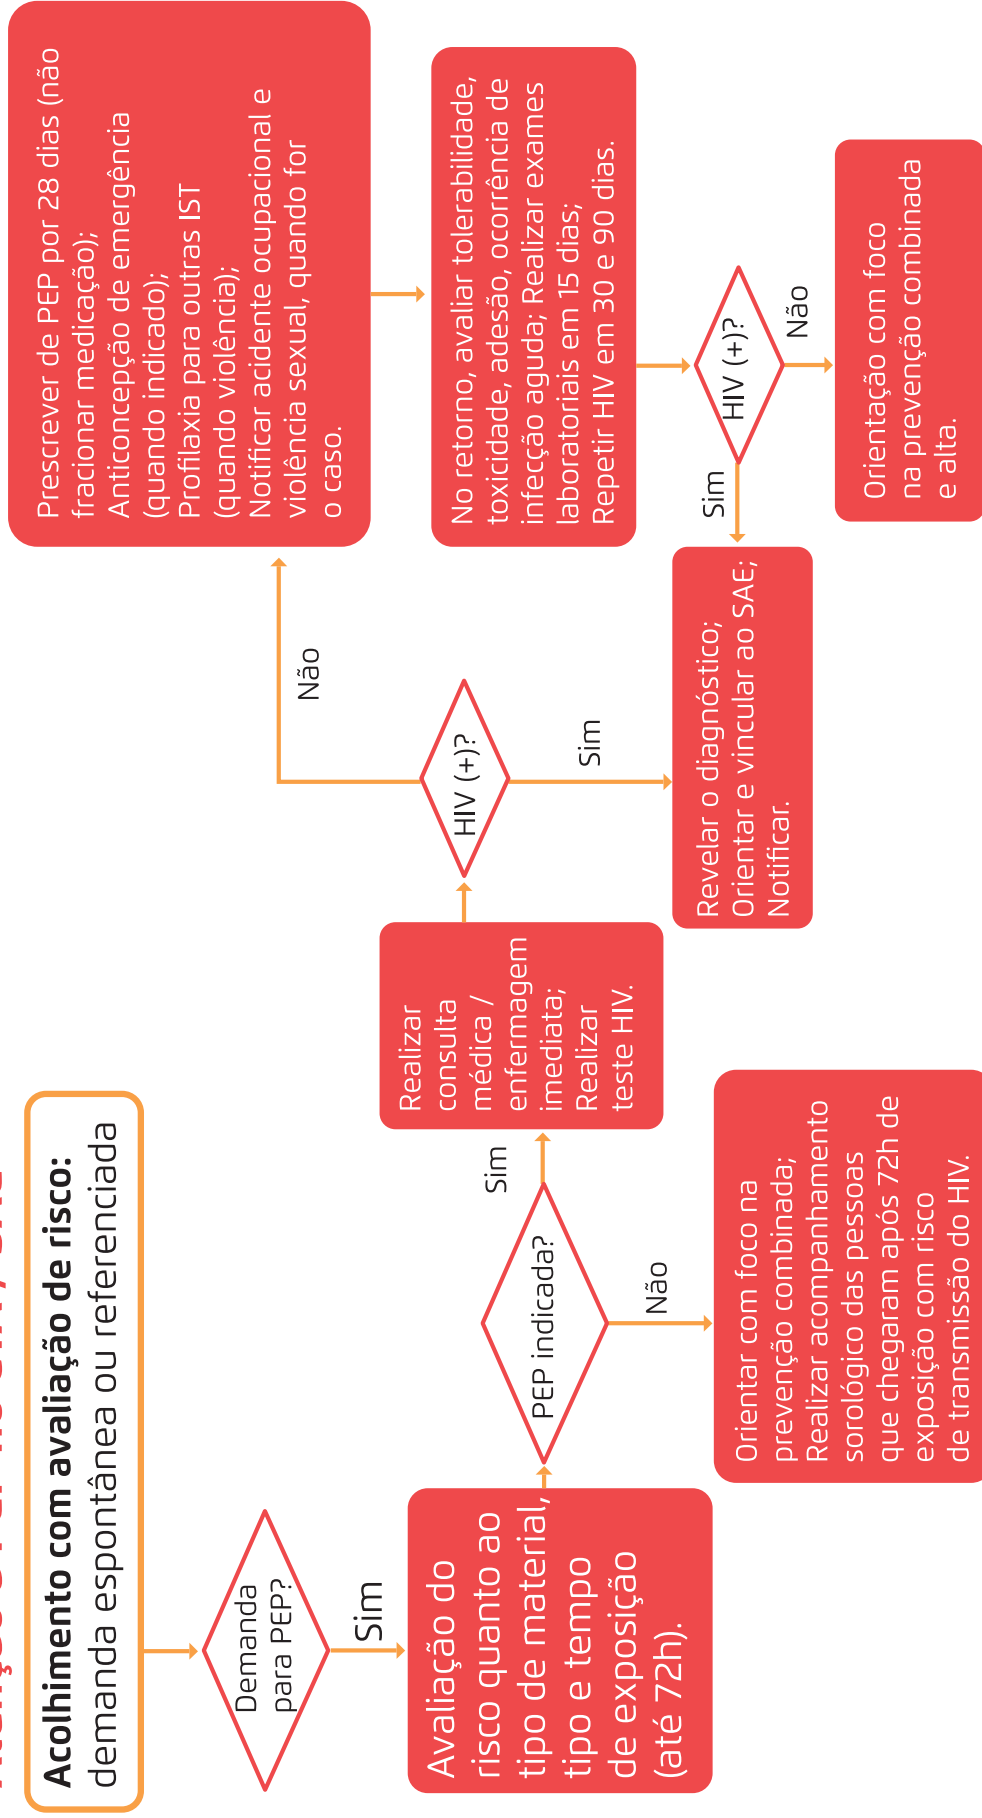 Acolhimento com avaliação de risco:
demanda espontânea ou referenciada
Demanda
para PEP?
Sim
Avaliação do
risco quanto ao
tipo de material,
tipo e tempo
de exposição
(até 72h).
PEP indicada?
Sim
Não
Orientar com foco na
prevenção combinada;
Realizar acompanhamento
sorológico das pessoas
que chegaram após 72h de
exposição com risco
de transmissão do HIV.
Realizar
consulta
médica /
enfermagem
imediata;
Realizar
teste HIV.
HIV (+)?
Não
Sim
Revelar o diagnóstico;
Orientar e vincular ao SAE;
Notificar.
Prescrever de PEP por 28 dias (não
fracionar medicação);
Anticoncepção de emergência
(quando indicado);
Profilaxia para outras IST
(quando violência);
Notificar acidente ocupacional e
violência sexual, quando for
o caso.
No retorno, avaliar tolerabilidade,
toxicidade, adesão, ocorrência de
infecção aguda; Realizar exames
laboratoriais em 15 dias;
Repetir HIV em 30 e 90 dias.
HIV (+)?
Sim
Não
Orientação com foco
na prevenção combinada
e alta.